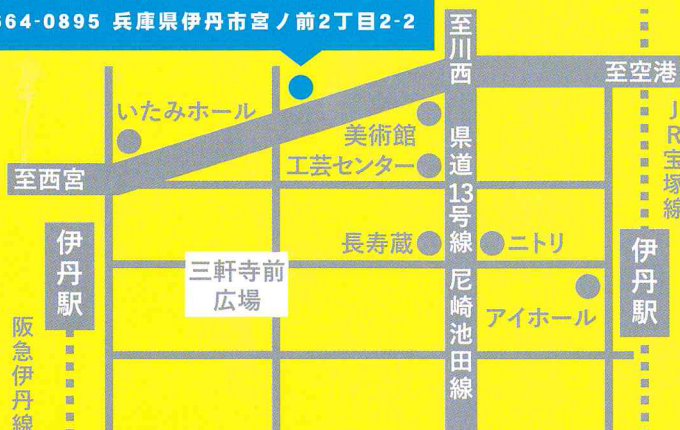 664-0895 兵庫県伊丹市宮ノ前2丁目2-2
至川西
至空港
いたみホール
美術館
工芸センター
県道13号線
JR宝塚線
至西宮
長寿蔵
ニトリ
伊丹駅
三軒寺前
広場
伊丹駅
尼崎池田線
アイホール
阪急伊丹線